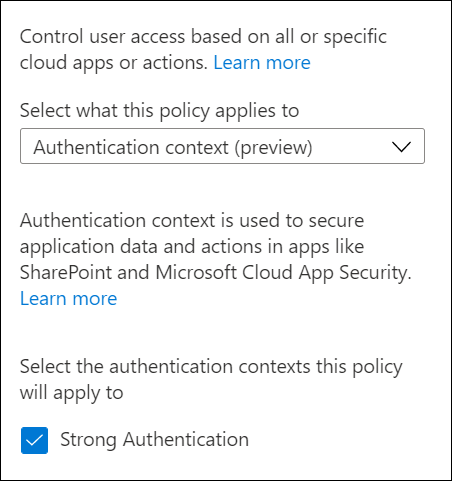 Control user access based on all or specific
cloud apps or actions. Learn more
Select what this policy applies to
Authentication context (preview)
Authentication context is used to secure
application data and actions in apps like
SharePoint and Microsoft Cloud App Security.
Learn more
Select the authentication contexts this policy
will apply to
Strong Authentication